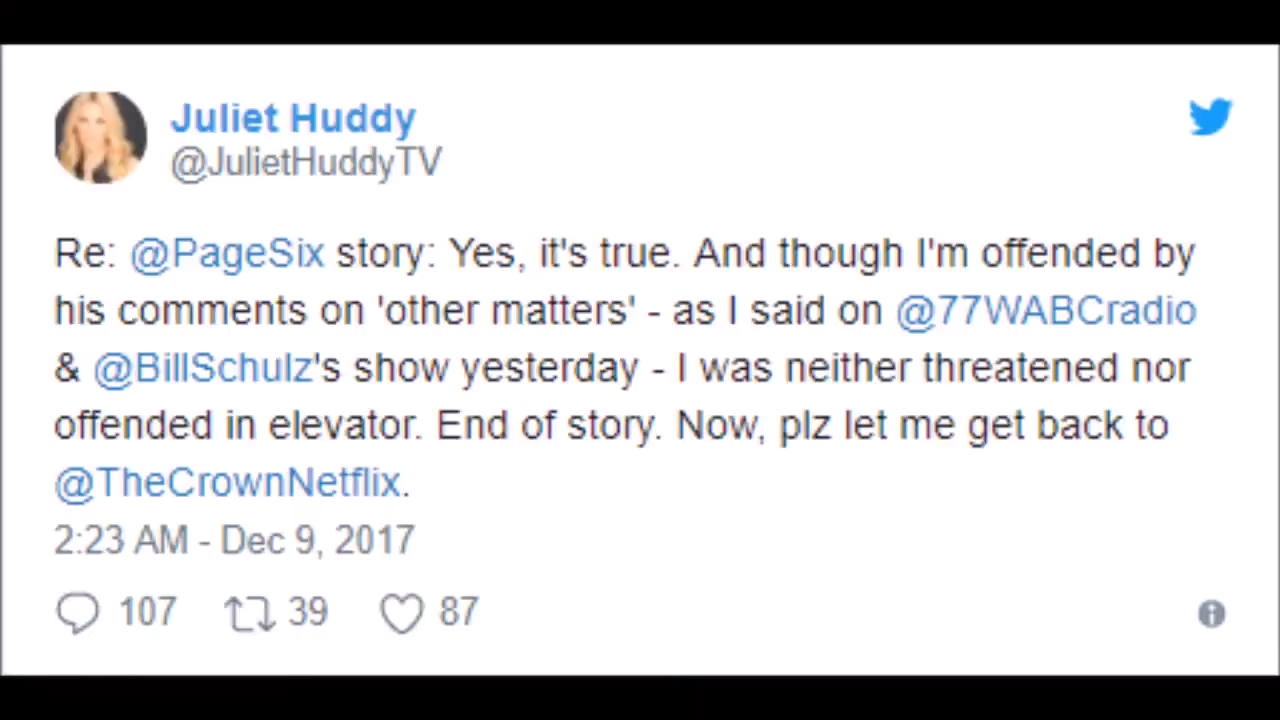 Juliet Huddy
@JulietHuddyTV
Re: @PageSix story: Yes, it's true. And though I'm offended by
his comments on 'other matters' - as I said on @77WABCradio
& @BillSchulz's show yesterday - I was neither threatened nor
offended in elevator. End of story. Now, plz let me get back to
@TheCrownNetflix.
2:23 AM - Dec 9, 2017
107 39 87